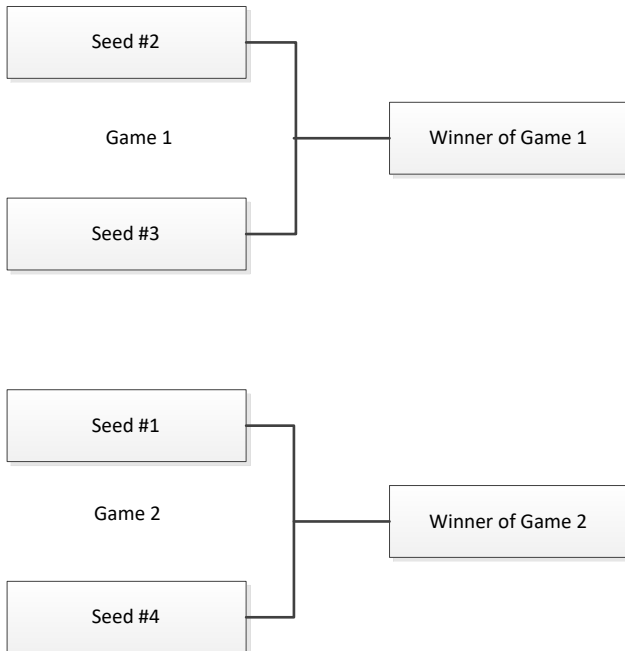 Seed #2
Game 1
Winner of Game 1
Seed #3
Seed #1
Game 2
Winner of Game 2
Seed #4